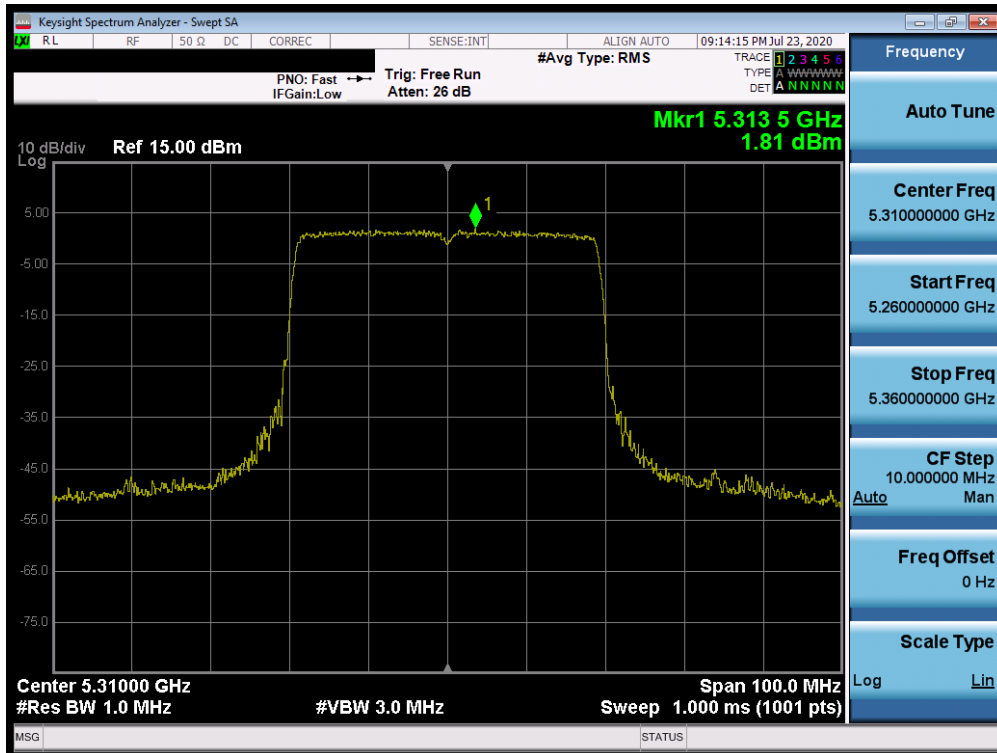 Keysight Spectrum Analyzer - Swept SA
LXI RL RF 50 Ω DC CORREC SENSE:INT ALIGN AUTO 09:14:15 PM Jul 23, 2020
Frequency
PNO: Fast Trig: Free Run #Avg Type: RMS TRACE 1 2 3 4 5 6
IFGain:Low Atten: 26 dB TYPE A WWWWW
DET A N N N N N
Auto Tune
Mkr1 5.313 5 GHz
10 dB/div Ref 15.00 dBm 1.81 dBm
Log
1
5.00
-5.00
-15.0
-25.0
-35.0
-45.0
-55.0
-65.0
-75.0
Center Freq
5.310000000 GHz
Start Freq
5.260000000 GHz
Stop Freq
5.360000000 GHz
CF Step
10.000000 MHz
Auto Man
Freq Offset
0 Hz
Scale Type
Log Lin
Center 5.31000 GHz Span 100.0 MHz
#Res BW 1.0 MHz #VBW 3.0 MHz Sweep 1.000 ms (1001 pts)
MSG STATUS